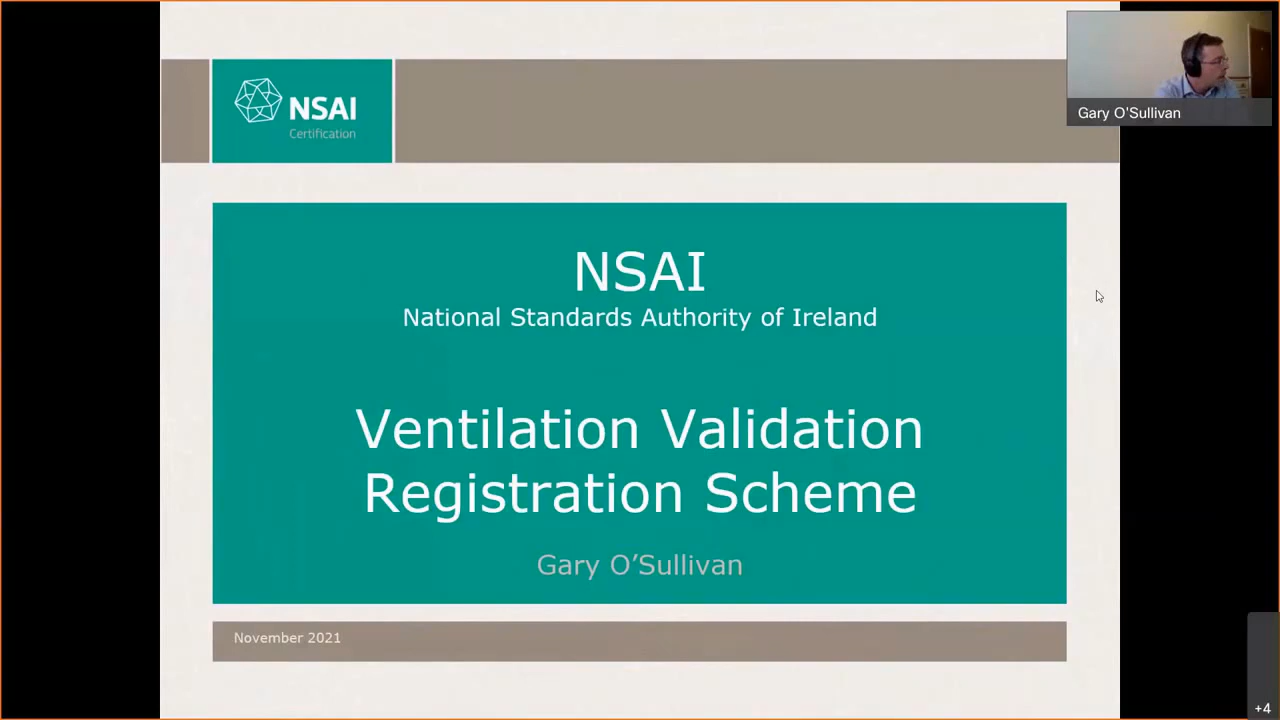 NSAI
Certification
Gary O'Sullivan
NSAI
National Standards Authority of Ireland
Ventilation Validation
Registration Scheme
Gary O’Sullivan
November 2021
+4